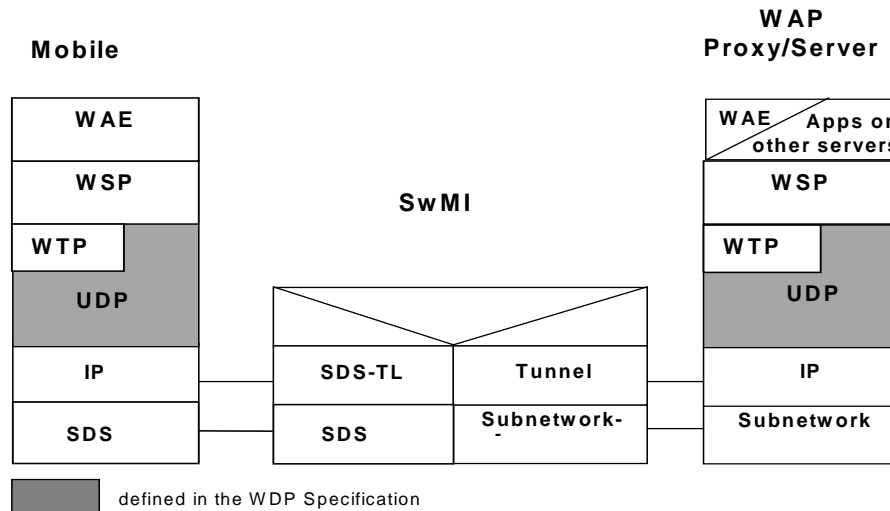 Mobile
WAP
Proxy/Server
SwMI
WAE
WSP
WTP
UDP
IP
SDS
SDS-TL
Tunnel
SDS
Subnetwork-
-
WAE
Apps or
other servers
WSP
WTP
UDP
IP
Subnetwork
defined in the WDP Specification